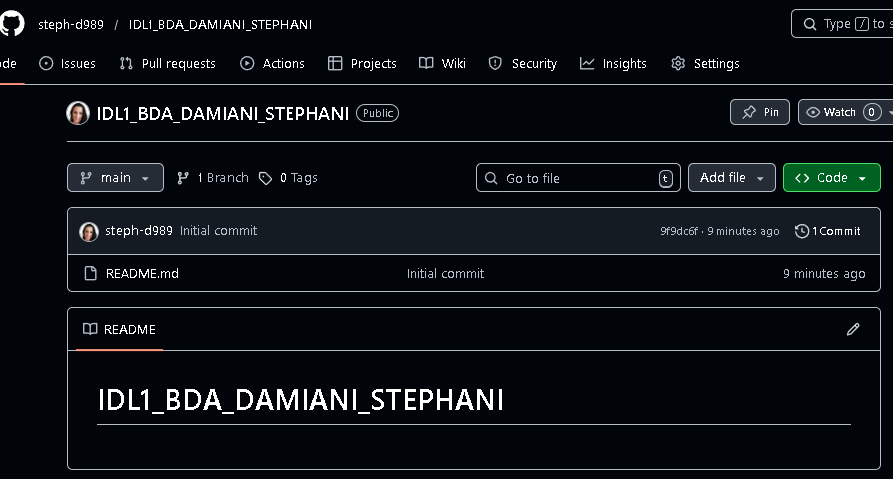 steph-d989 / IDL1_BDA_DAMIANI_STEPHANI Type / to s
de Issues Pull requests Actions Projects Wiki Security Insights Settings
IDL1_BDA_DAMIANI_STEPHANI Public Pin Watch 0
main 1 Branch 0 Tags Go to file t Add file Code
steph-d989 Initial commit 9f9dc6f · 9 minutes ago 1 Commit
README.md Initial commit 9 minutes ago
README
IDL1_BDA_DAMIANI_STEPHANI